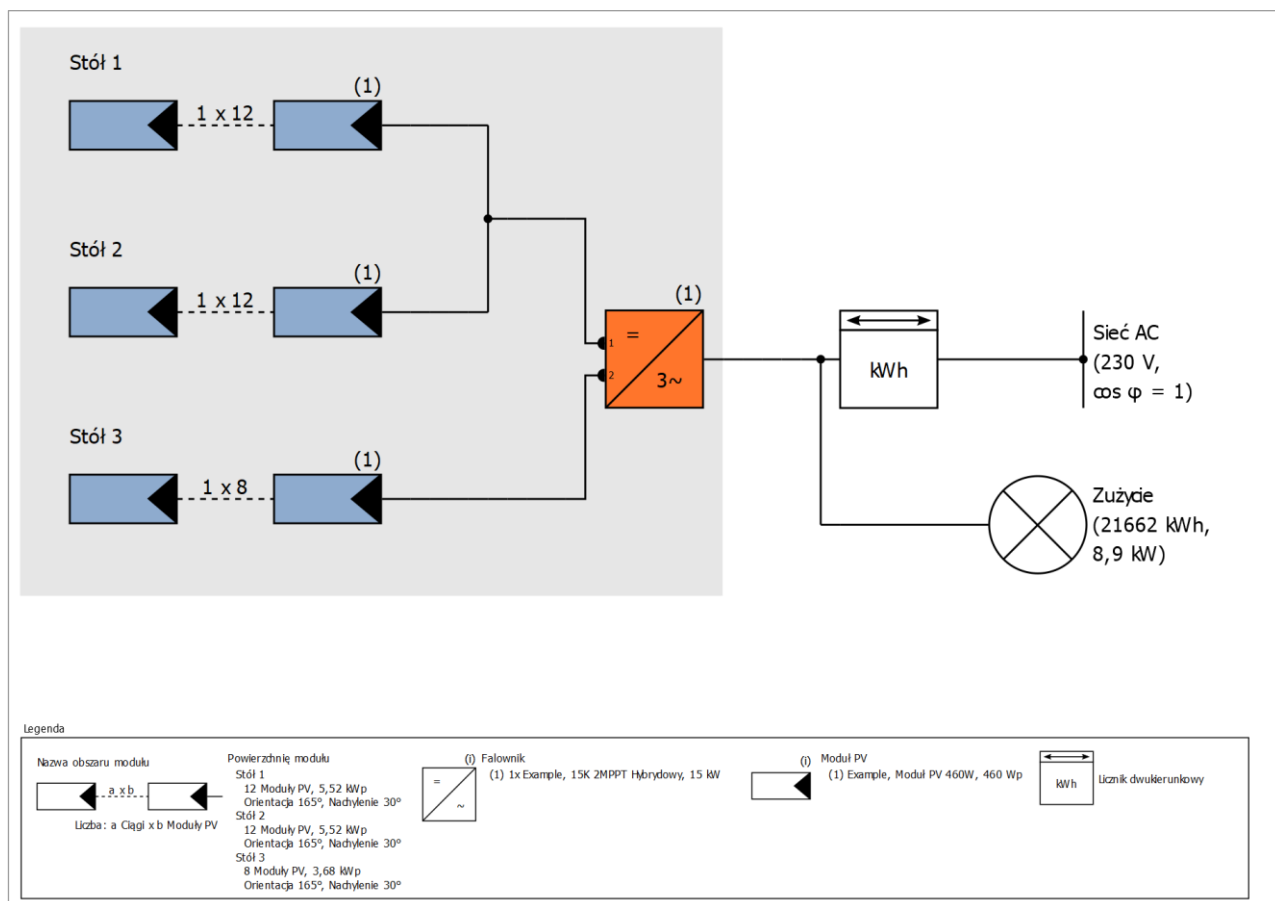 Stół 1
(1)
1 x 12
Stół 2
(1)
1 x 12
(1)
=
1
2
3~
kWh
Sieć AC
(230 V,
cos φ = 1)
Stół 3
(1)
1 x 8
Zużycie
(21662 kWh,
8,9 kW)
Legenda
Nazwa obszaru modułu
a x b
Liczba: a Ciągi x b Moduły PV
Powierzchnię modułu
Stół 1
12 Moduły PV, 5,52 kWp
Orientacja 165°, Nachylenie 30°
Stół 2
12 Moduły PV, 5,52 kWp
Orientacja 165°, Nachylenie 30°
Stół 3
8 Moduły PV, 3,68 kWp
Orientacja 165°, Nachylenie 30°
=
~
(i) Falownik
(1) 1x Example, 15K 2MPPT Hybrydowy, 15 kW
(i) Moduł PV
(1) Example, Moduł PV 460W, 460 Wp
kWh
Licznik dwukierunkowy